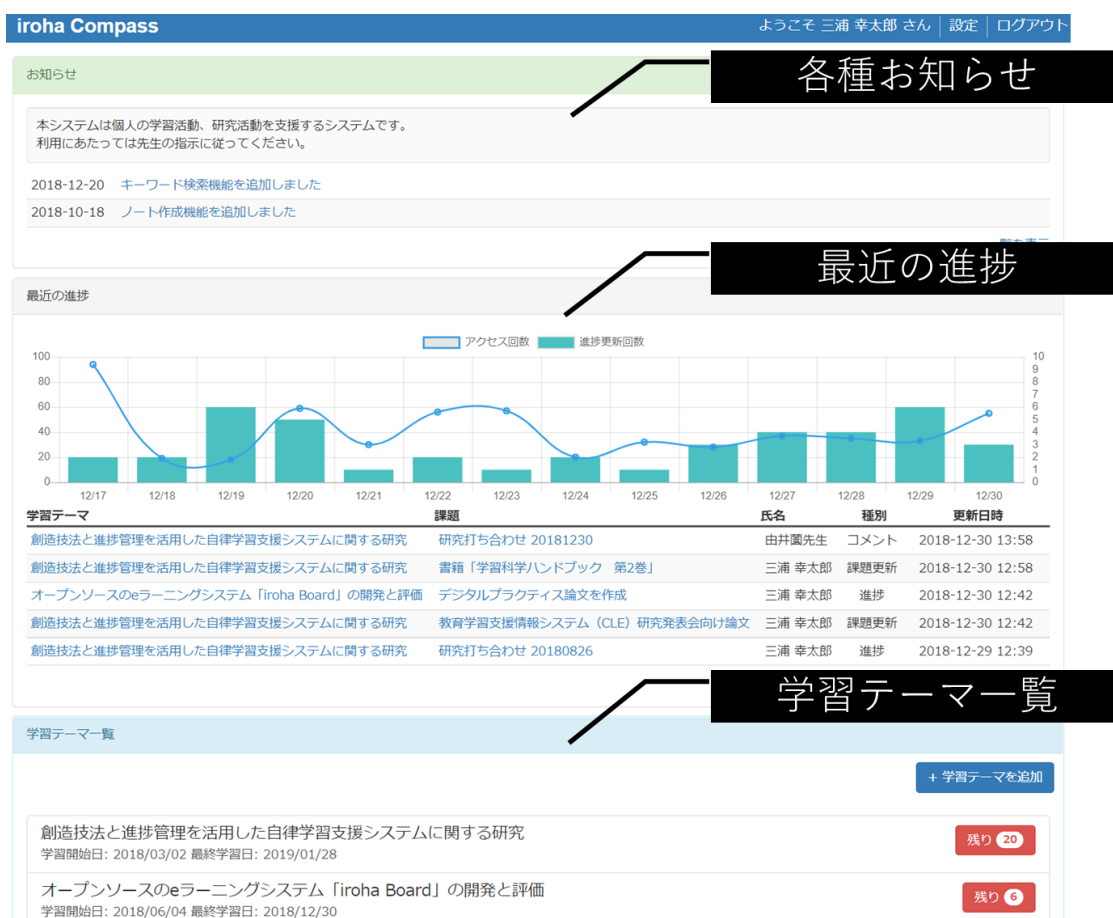 iroha Compass
ようこそ 三浦 幸太郎 さん 設定 ログアウト
お知らせ
各種お知らせ
本システムは個人の学習活動、研究活動を支援するシステムです。
利用にあたっては先生の指示に従ってください。
2018-12-20 キーワード検索機能を追加しました
2018-10-18 ノート作成機能を追加しました
最近の進捗
最近の進捗
アクセス回数 進捗更新回数
100 10
9
80 8
7
60 6
5
40 4
3
20 2
1
0 0
12/17 12/18 12/19 12/20 12/21 12/22 12/23 12/24 12/25 12/26 12/27 12/28 12/29 12/30
学習テーマ 課題 氏名 種別 更新日時
創造技法と進捗管理を活用した自律学習支援システムに関する研究 研究打ち合わせ 20181230 由井薗先生 コメント 2018-12-30 13:58
創造技法と進捗管理を活用した自律学習支援システムに関する研究 書籍「学習科学ハンドブック 第2巻」 三浦 幸太郎 課題更新 2018-12-30 12:58
オープンソースのeラーニングシステム「iroha Board」の開発と評価 デジタルプラクティス論文を作成 三浦 幸太郎 進捗 2018-12-30 12:42
創造技法と進捗管理を活用した自律学習支援システムに関する研究 教育学習支援情報システム（CLE）研究発表会向け論文 三浦 幸太郎 課題更新 2018-12-30 12:42
創造技法と進捗管理を活用した自律学習支援システムに関する研究 研究打ち合わせ 20180826 三浦 幸太郎 進捗 2018-12-29 12:39
学習テーマ一覧
学習テーマ一覧
+ 学習テーマを追加
創造技法と進捗管理を活用した自律学習支援システムに関する研究
学習開始日: 2018/03/02 最終学習日: 2019/01/28
残り 20
オープンソースのeラーニングシステム「iroha Board」の開発と評価
学習開始日: 2018/06/04 最終学習日: 2018/12/30
残り 6